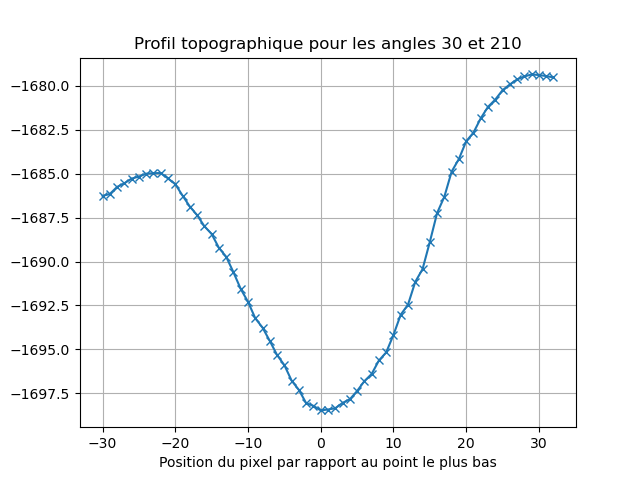 Profil topographique pour les angles 30 et 210
−1680.0
−1682.5
−1685.0
−1687.5
−1690.0
−1692.5
−1695.0
−1697.5
−30 −20 −10 0 10 20 30
Position du pixel par rapport au point le plus bas